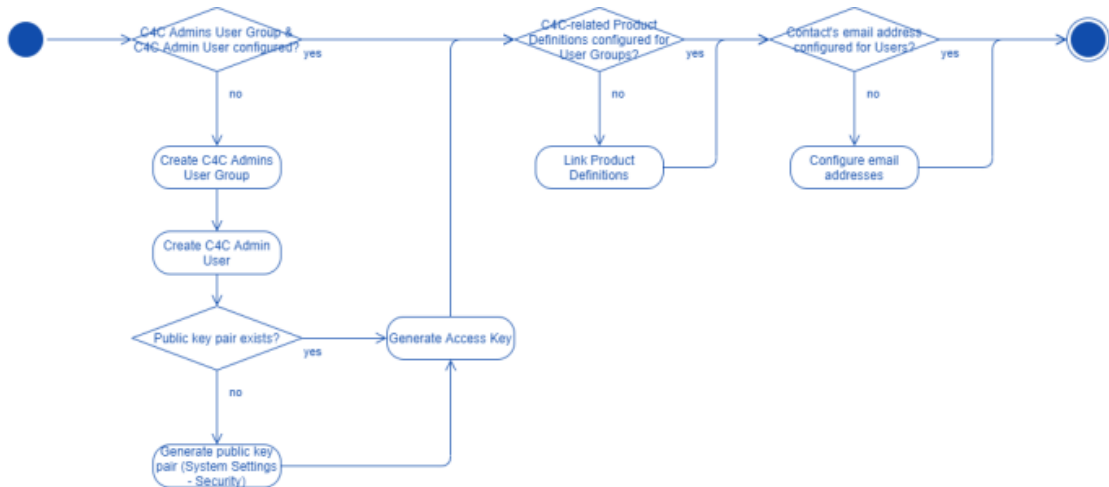 C4C Admins User Group &
C4C Admin User configured?
yes
no
Create C4C Admins
User Group
Create C4C Admin
User
Public key pair exists?
yes
no
Generate public key
pair (System Settings
- Security)
Generate Access Key
C4C-related Product
Definitions configured for
User Groups?
yes
no
Link Product
Definitions
Contact's email address
configured for Users?
yes
no
Configure email
addresses